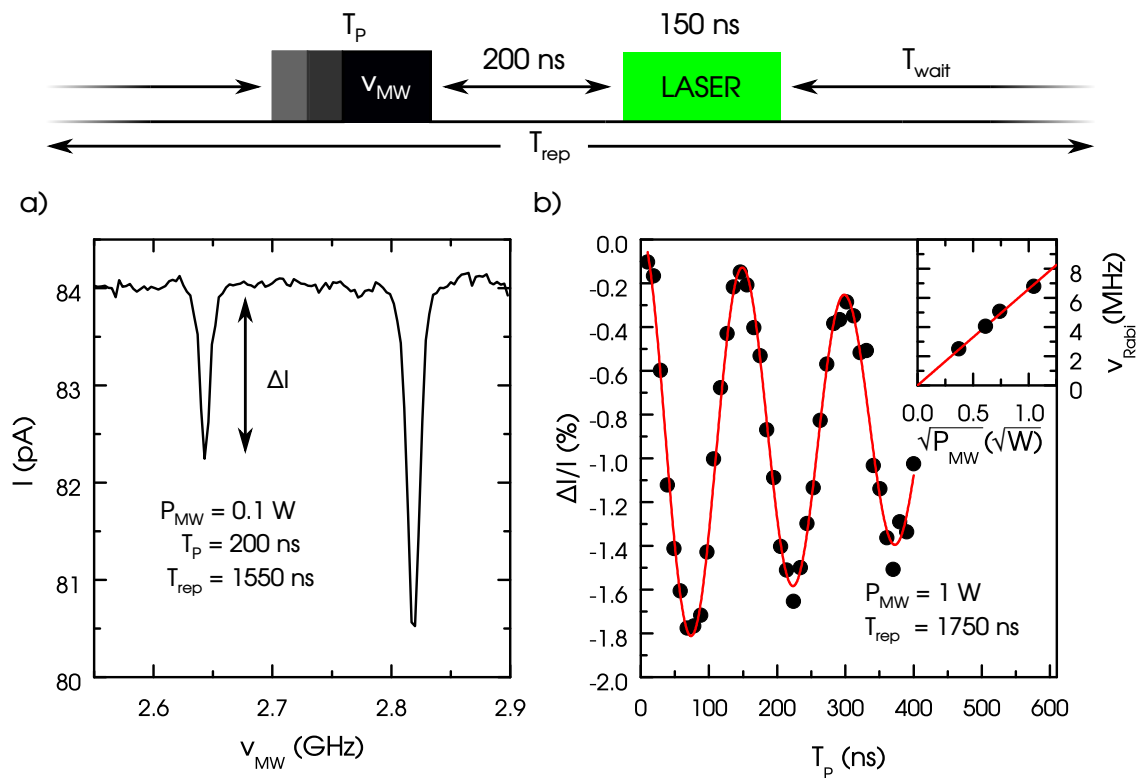 T_P
150 ns
200 ns
T_wait
v_MW
LASER
T_rep
a)
b)
84
83
82
81
80
I (pA)
ΔI
P_MW = 0.1 W
T_P = 200 ns
T_rep = 1550 ns
2.6 2.7 2.8 2.9
v_MW (GHz)
0.0
-0.2
-0.4
-0.6
-0.8
-1.0
-1.2
-1.4
-1.6
-1.8
-2.0
ΔI/I (%)
8
6
4
2
0
v_Rabi (MHz)
0.0 0.5 1.0
√P_MW (√W)
P_MW = 1 W
T_rep = 1750 ns
0 100 200 300 400 500 600
T_P (ns)